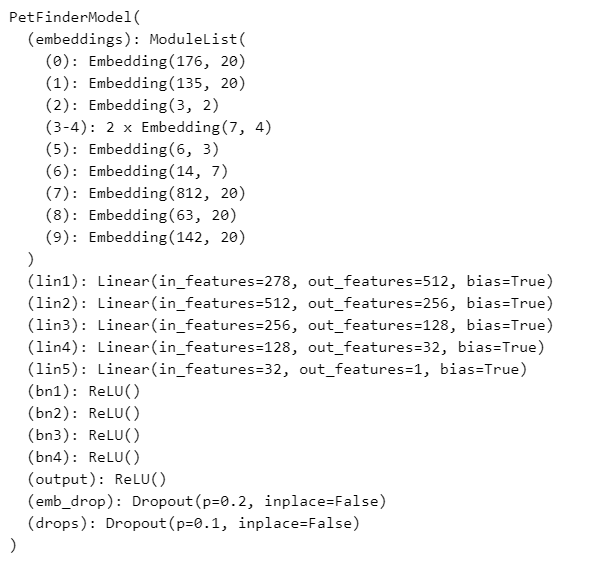 PetFinderModel(
  (embeddings): ModuleList(
    (0): Embedding(176, 20)
    (1): Embedding(135, 20)
    (2): Embedding(3, 2)
    (3-4): 2 x Embedding(7, 4)
    (5): Embedding(6, 3)
    (6): Embedding(14, 7)
    (7): Embedding(812, 20)
    (8): Embedding(63, 20)
    (9): Embedding(142, 20)
  )
  (lin1): Linear(in_features=278, out_features=512, bias=True)
  (lin2): Linear(in_features=512, out_features=256, bias=True)
  (lin3): Linear(in_features=256, out_features=128, bias=True)
  (lin4): Linear(in_features=128, out_features=32, bias=True)
  (lin5): Linear(in_features=32, out_features=1, bias=True)
  (bn1): ReLU()
  (bn2): ReLU()
  (bn3): ReLU()
  (bn4): ReLU()
  (output): ReLU()
  (emb_drop): Dropout(p=0.2, inplace=False)
  (drops): Dropout(p=0.1, inplace=False)
)